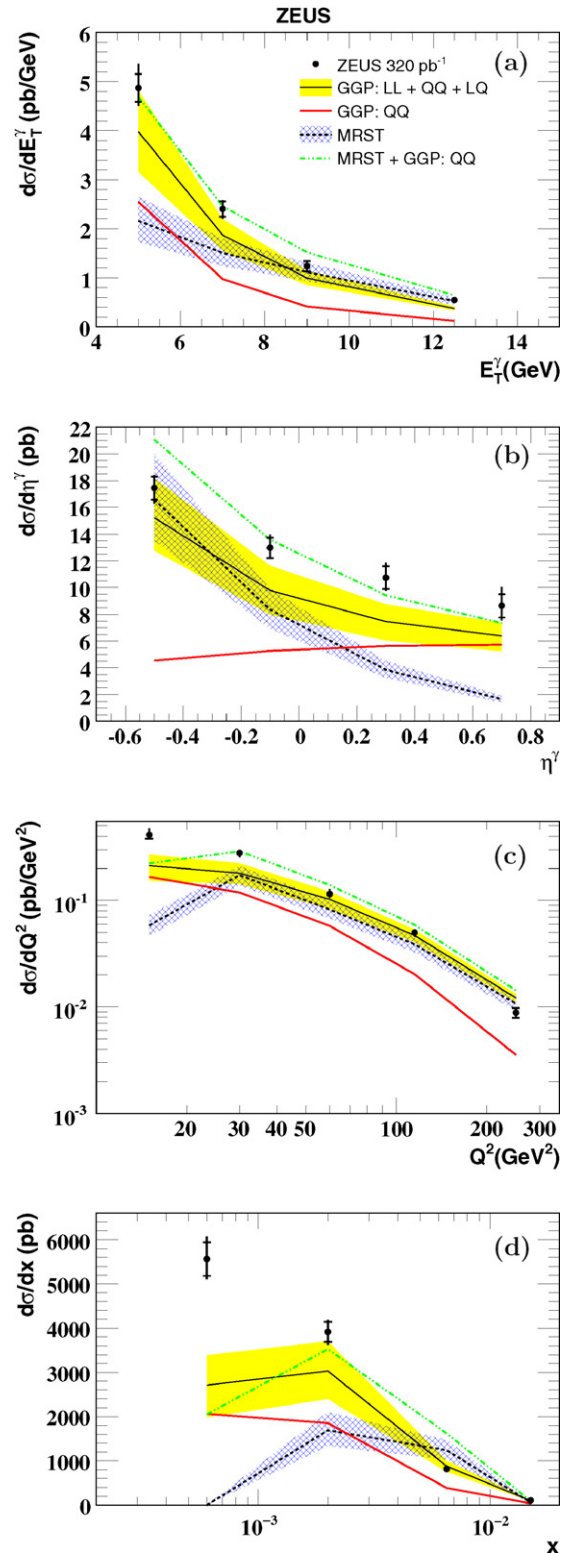 ZEUS
(a)
dσ/dE_T^γ (pb/GeV)
ZEUS 320 pb⁻¹
GGP: LL + QQ + LQ
GGP: QQ
MRST
MRST + GGP: QQ
6
5
4
3
2
1
0
4 6 8 10 12 14
E_T^γ(GeV)
(b)
dσ/dη^γ (pb)
22
20
18
16
14
12
10
8
6
4
2
0
-0.6 -0.4 -0.2 0 0.2 0.4 0.6 0.8
η^γ
(c)
dσ/dQ² (pb/GeV²)
10⁻¹
10⁻²
10⁻³
20 30 40 50 100 200 300
Q²(GeV²)
(d)
dσ/dx (pb)
6000
5000
4000
3000
2000
1000
0
10⁻³ 10⁻²
x